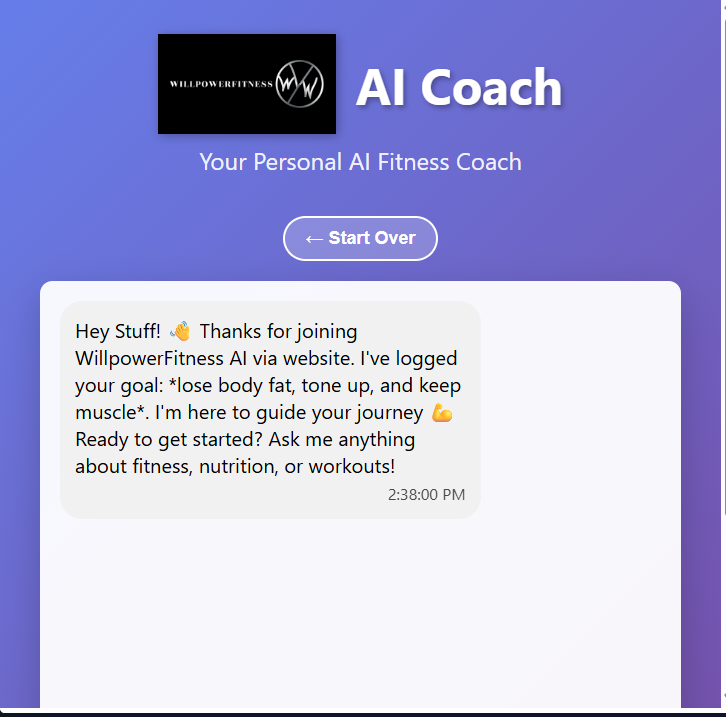 WILLPOWERFITNESS
AI Coach
Your Personal AI Fitness Coach
← Start Over
Hey Stuff! 👋 Thanks for joining
WillpowerFitness AI via website. I've logged
your goal: *lose body fat, tone up, and keep
muscle*. I'm here to guide your journey 💪
Ready to get started? Ask me anything
about fitness, nutrition, or workouts!
2:38:00 PM